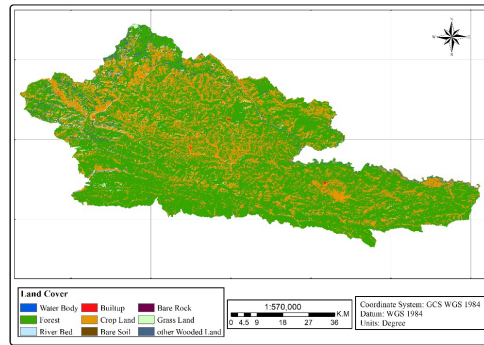 N
W E
S
Land Cover
Water Body Builtup Bare Rock
Forest Crop Land Grass Land
River Bed Bare Soil other Wooded Land
1:570,000
K.M
0 4.5 9 18 27 36
Coordinate System: GCS WGS 1984
Datum: WGS 1984
Units: Degree